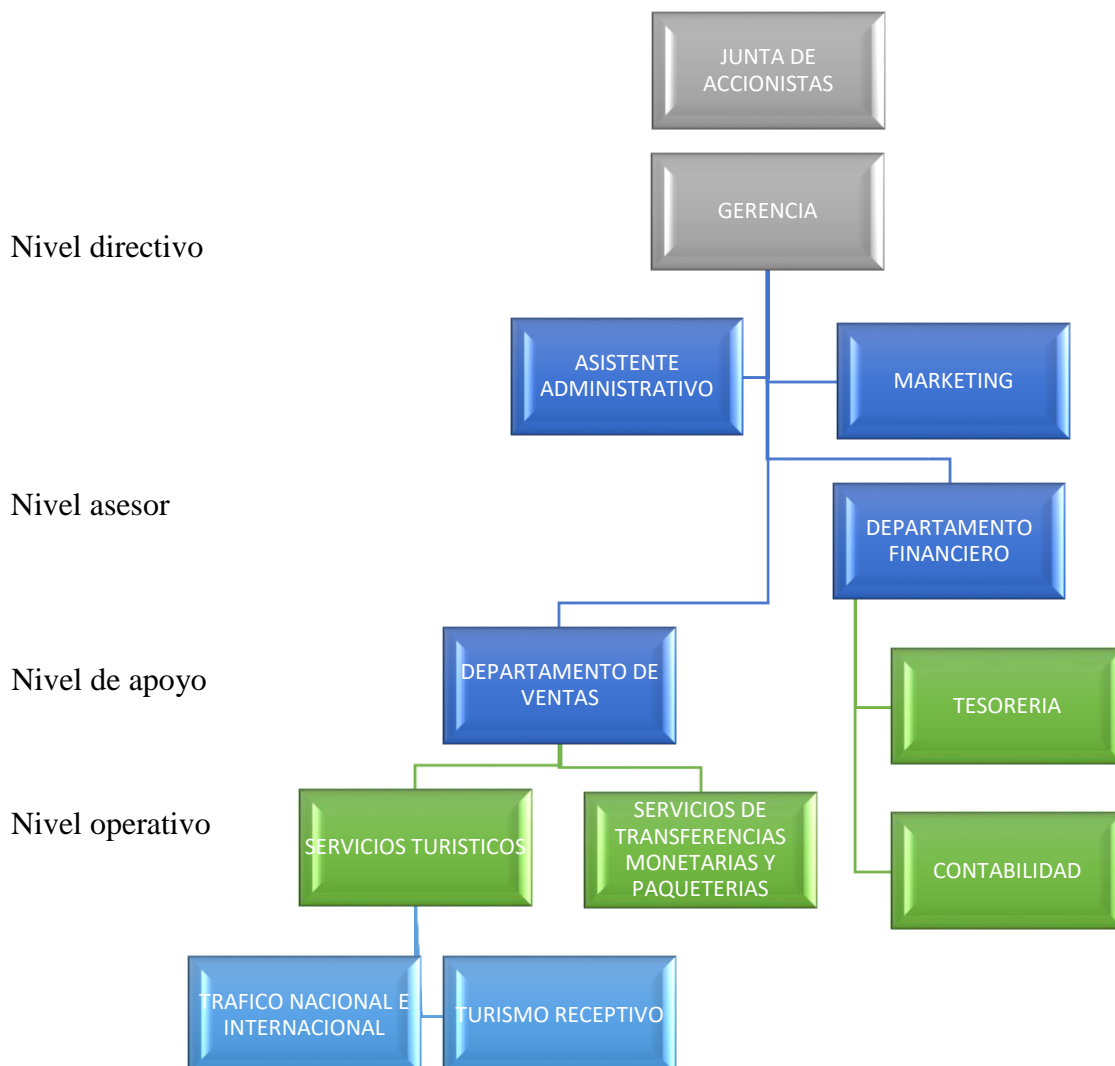 JUNTA DE
ACCIONISTAS
GERENCIA
Nivel directivo
ASISTENTE
ADMINISTRATIVO
MARKETING
Nivel asesor
DEPARTAMENTO
FINANCIERO
Nivel de apoyo
DEPARTAMENTO DE
VENTAS
TESORERIA
Nivel operativo
SERVICIOS TURISTICOS
SERVICIOS DE
TRANSFERENCIAS
MONETARIAS Y
PAQUETERIAS
CONTABILIDAD
TRAFICO NACIONAL E
INTERNACIONAL
TURISMO RECEPTIVO